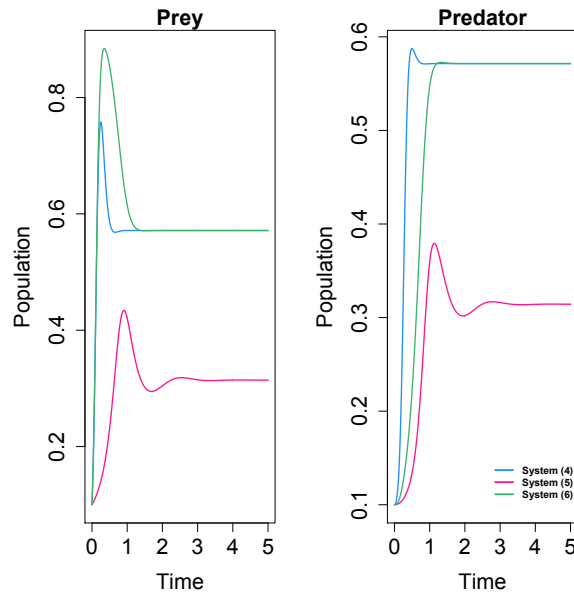 Prey
Population
0.2
0.4
0.6
0.8
0 1 2 3 4 5
Time
Predator
Population
0.1
0.2
0.3
0.4
0.5
0.6
System (4)
System (5)
System (6)
0 1 2 3 4 5
Time